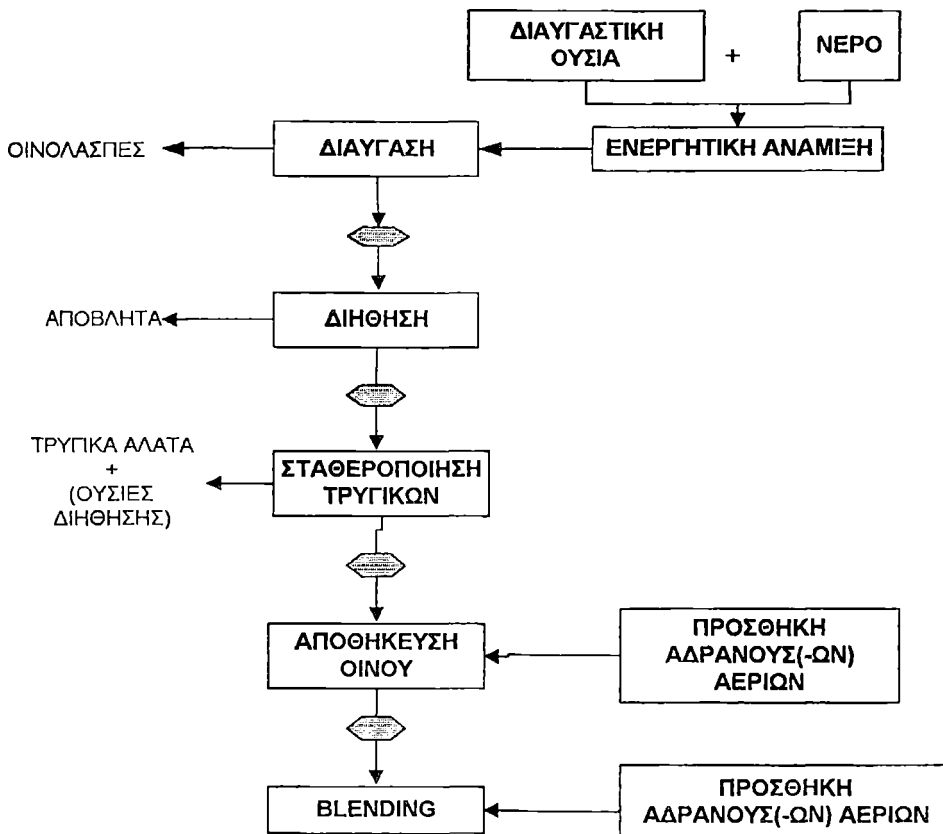 ΔΙΑΥΓΑΣΤΙΚΗ
ΟΥΣΙΑ
+
ΝΕΡΟ
ΟΙΝΟΛΑΣΠΕΣ
ΔΙΑΥΓΑΣΗ
ΕΝΕΡΓΗΤΙΚΗ ΑΝΑΜΙΞΗ
ΑΠΟΒΛΗΤΑ
ΔΙΗΘΗΣΗ
ΤΡΥΓΙΚΑ ΑΛΑΤΑ
+
(ΟΥΣΙΕΣ
ΔΙΗΘΗΣΗΣ)
ΣΤΑΘΕΡΟΠΟΙΗΣΗ
ΤΡΥΓΙΚΩΝ
ΑΠΟΘΗΚΕΥΣΗ
ΟΙΝΟΥ
ΠΡΟΣΘΗΚΗ
ΑΔΡΑΝΟΥΣ(-ΩΝ)
ΑΕΡΙΩΝ
BLENDING
ΠΡΟΣΘΗΚΗ
ΑΔΡΑΝΟΥΣ(-ΩΝ) ΑΕΡΙΩΝ